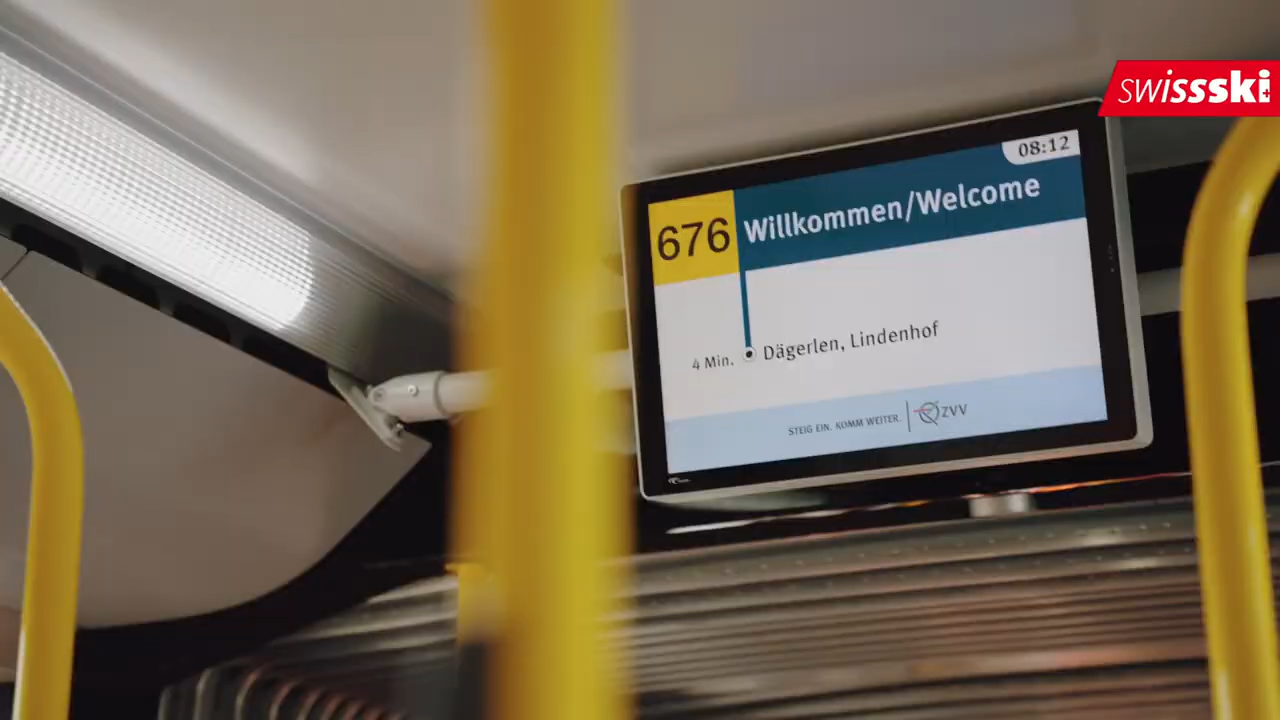 swissski
08:12
676 Willkommen/Welcome
4 Min. Dägerlen, Lindenhof
STEIG EIN. KOMM WEITER. ZVV